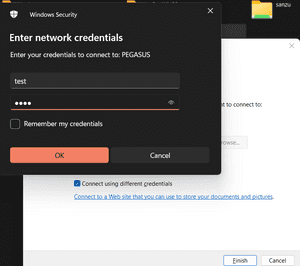 sanzu
Windows Security
Enter network credentials
Enter your credentials to connect to: PEGASUS
test
••••
Remember my credentials
OK
Cancel
nt to connect to:
Connect using different credentials
Connect to a Web site that you can use to store your documents and pictures.
Finish
Cancel